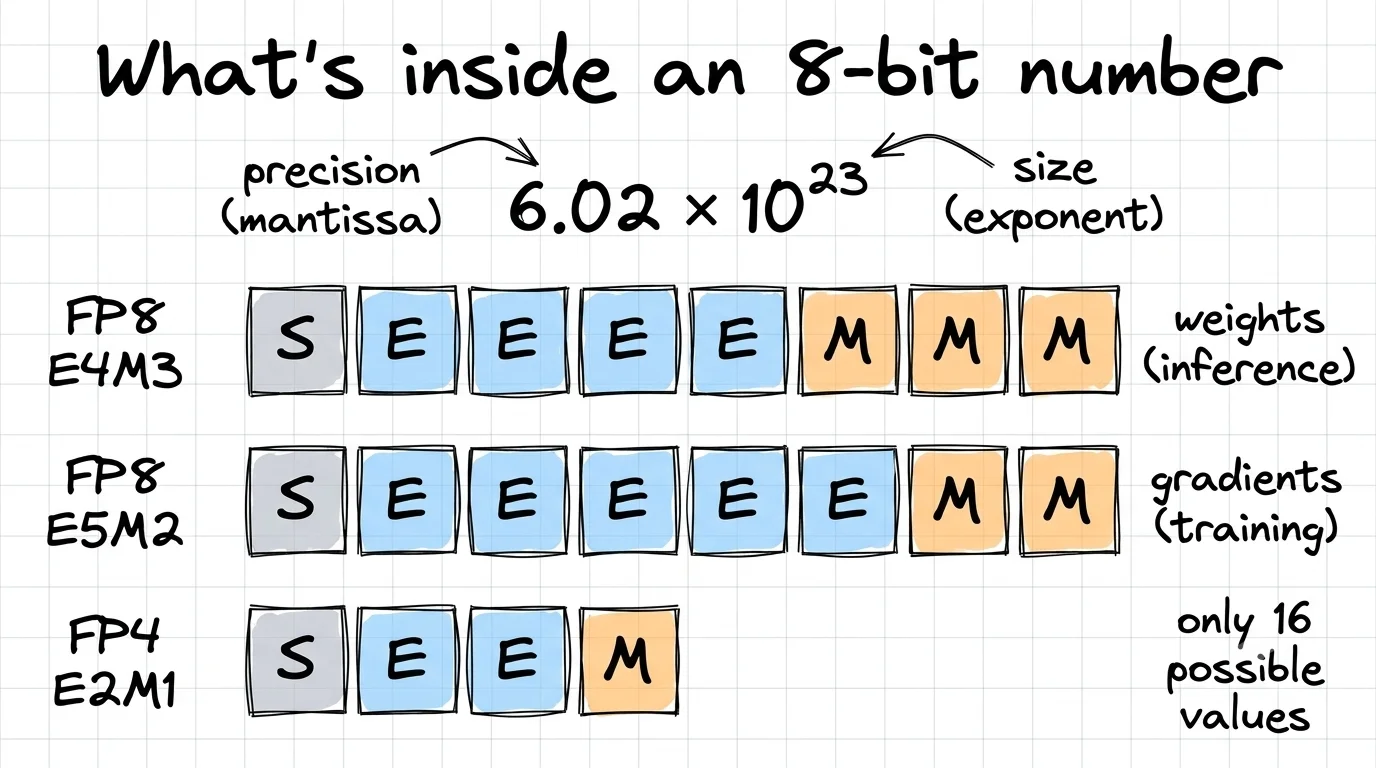 What's inside an 8-bit number
precision
(mantissa)
6.02 × 10²³
size
(exponent)
FP8
E4M3
S E E E E M M M
weights
(inference)
FP8
E5M2
S E E E E E M M
gradients
(training)
FP4
E2M1
S E E M
only 16
possible
values